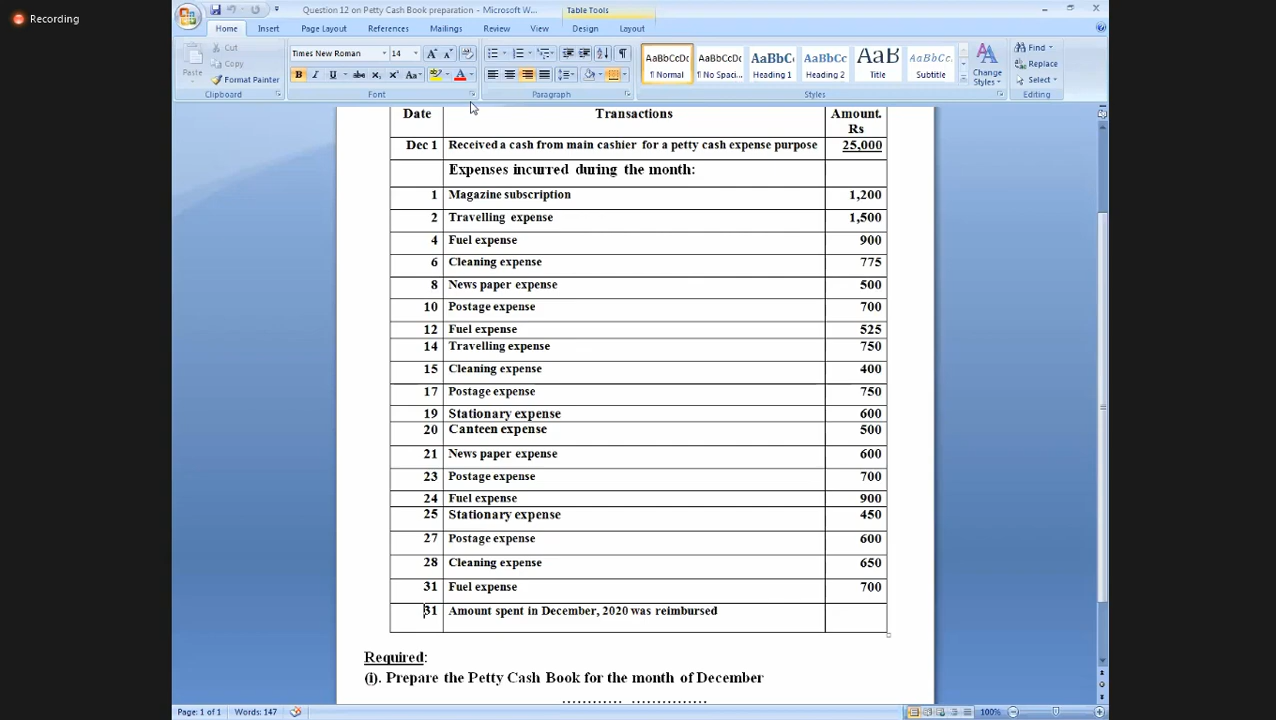 Recording
Question 12 on Petty Cash Book preparation - Microsoft W...
Table Tools
Home Insert Page Layout References Mailings Review View Design Layout
Paste
Cut
Copy
Format Painter
Clipboard
Times New Roman 14
B I U abc X₂ X² Aa
Font
Paragraph
AaBbCcDc
¶ Normal
AaBbCcDc
¶ No Spaci...
AaBbC
Heading 1
AaBbCc
Heading 2
AaB
Title
AaBbCc.
Subtitle
Change Styles
Styles
Find
Replace
Select
Editing
Date Transactions Amount.
Rs
Dec 1 Received a cash from main cashier for a petty cash expense purpose 25,000
Expenses incurred during the month:
1 Magazine subscription 1,200
2 Travelling expense 1,500
4 Fuel expense 900
6 Cleaning expense 775
8 News paper expense 500
10 Postage expense 700
12 Fuel expense 525
14 Travelling expense 750
15 Cleaning expense 400
17 Postage expense 750
19 Stationary expense 600
20 Canteen expense 500
21 News paper expense 600
23 Postage expense 700
24 Fuel expense 900
25 Stationary expense 450
27 Postage expense 600
28 Cleaning expense 650
31 Fuel expense 700
31 Amount spent in December, 2020 was reimbursed
Required:
(i). Prepare the Petty Cash Book for the month of December
............ ...............
Page: 1 of 1 Words: 147 100%